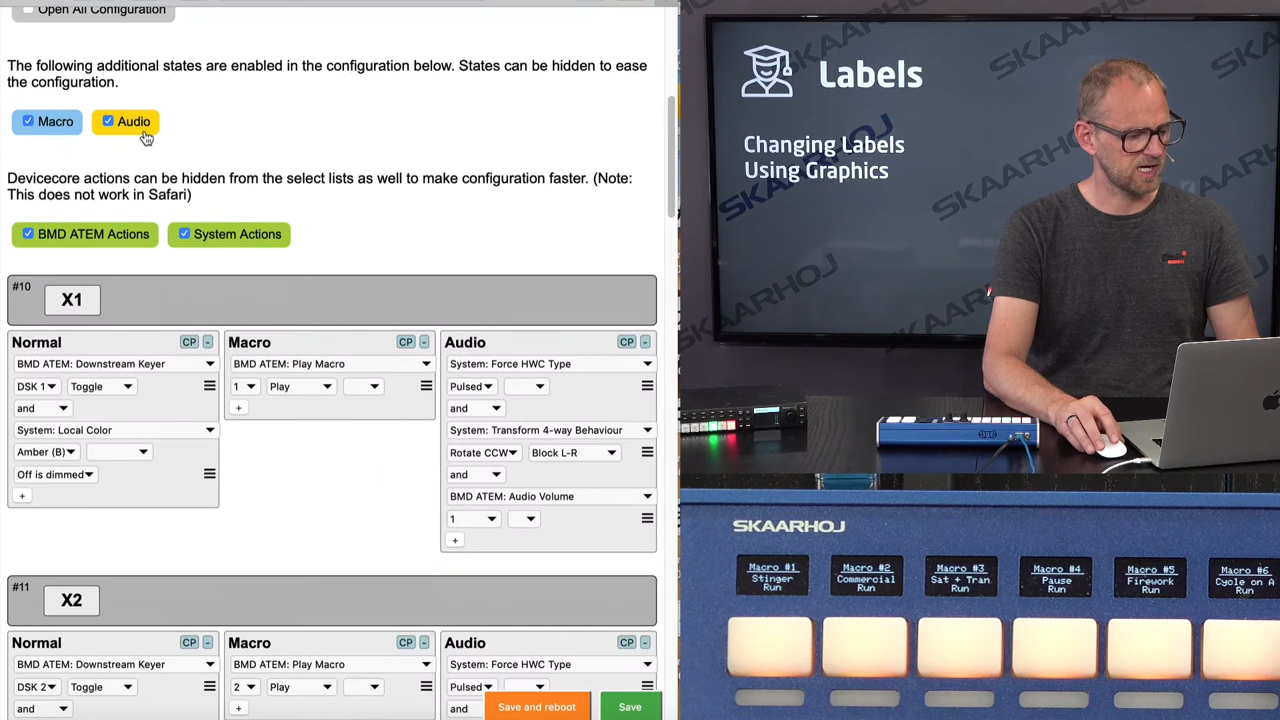 Open All Configuration
The following additional states are enabled in the configuration below. States can be hidden to ease
the configuration.
Macro
Audio
Devicecore actions can be hidden from the select lists as well to make configuration faster. (Note:
This does not work in Safari)
BMD ATEM Actions
System Actions
#10
X1
Normal
CP
-
BMD ATEM: Downstream Keyer
DSK 1
Toggle
and
System: Local Color
Amber (B)
Off is dimmed
+
Macro
CP
-
BMD ATEM: Play Macro
1
Play
+
Audio
CP
-
System: Force HWC Type
Pulsed
and
System: Transform 4-way Behaviour
Rotate CCW
Block L-R
and
BMD ATEM: Audio Volume
1
+
#11
X2
Normal
CP
-
BMD ATEM: Downstream Keyer
DSK 2
Toggle
and
Macro
CP
-
BMD ATEM: Play Macro
2
Play
+
Audio
CP
-
System: Force HWC Type
Pulsed
and
Save and reboot
Save
Labels
Changing Labels
Using Graphics
SKAARHOJ
SKAARHOJ
SKAARHOJ
SKAARHOJ
SKAARHOJ
Macro #1
Stinger
Run
Macro #2
Commercial
Run
Macro #3
Sat + Tran
Run
Macro #4
Pause
Run
Macro #5
Firework
Run
Macro #6
Cycle on A
Run